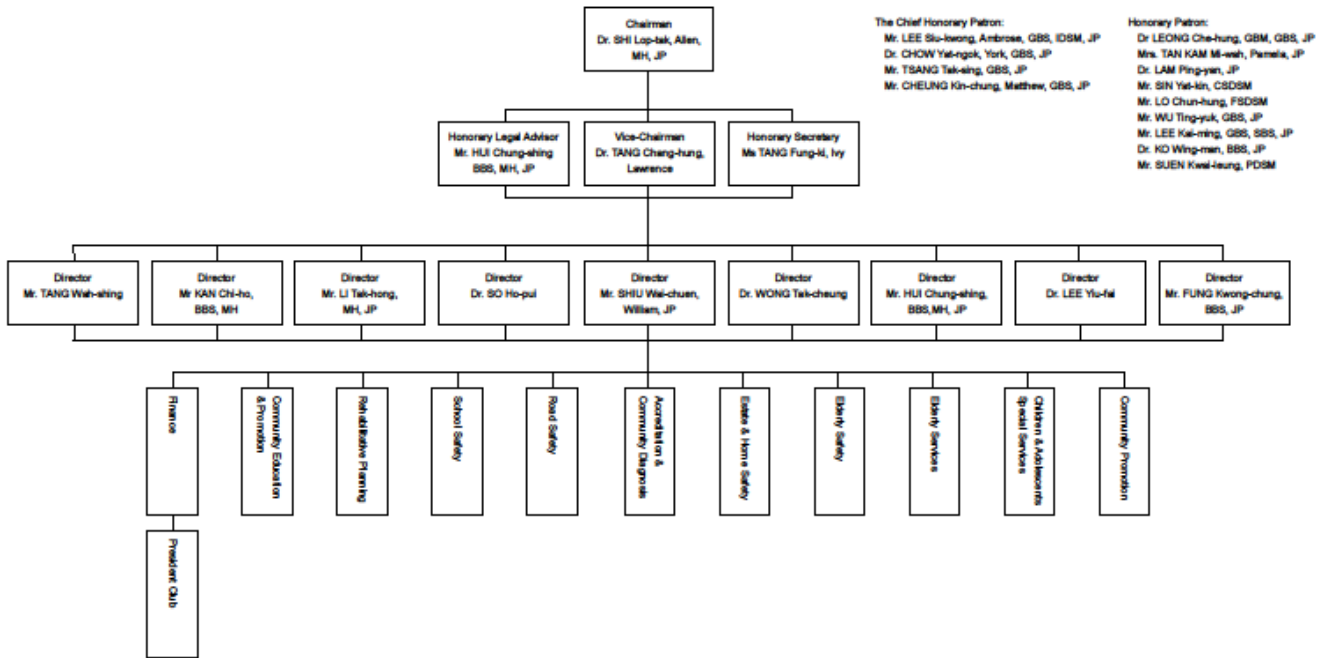 Chairman
Dr. SHI Lop-tak, Allen,
MH, JP
The Chief Honorary Patron:
Mr. LEE Siu-kwong, Ambrose, GBS, IDSM, JP
Dr. CHOW Yat-ngok, York, GBS, JP
Mr. TSANG Tak-sing, GBS, JP
Mr. CHEUNG Kin-chung, Matthew, GBS, JP
Honorary Patron:
Dr LEONG Che-hung, GBM, GBS, JP
Mrs. TAN KAM Mi-wah, Pamela, JP
Dr. LAM Ping-yan, JP
Mr. SIN Yat-kin, CSDSM
Mr. LO Chun-hung, FSDSM
Mr. WU Ting-yuk, GBS, JP
Mr. LEE Kai-ming, GBS, SBS, JP
Dr. KO Wing-man, BBS, JP
Mr. SUEN Kwai-leung, PDSM
Honorary Legal Advisor
Mr. HUI Chung-shing
BBS, MH, JP
Vice-Chairman
Dr. TANG Chang-hung,
Lawrence
Honorary Secretary
Ms TANG Fung-ki, Ivy
Director
Mr. TANG Wah-shing
Director
Mr KAN Chi-ho,
BBS, MH
Director
Mr. LI Tak-hong,
MH, JP
Director
Dr. SO Ho-pui
Director
Mr. SHIU Wai-chuen,
William, JP
Director
Dr. WONG Tak-cheung
Director
Mr. HUI Chung-shing,
BBS,MH, JP
Director
Dr. LEE Yiu-fai
Director
Mr. FUNG Kwong-chung,
BBS, JP
Finance
Community Education
& Promotion
Rehabilitative Planning
School Safety
Road Safety
Accreditation &
Community Diagnosis
Estate & Home Safety
Elderly Safety
Elderly Services
Children & Adolescents
Special Services
Community Promotion
President Club